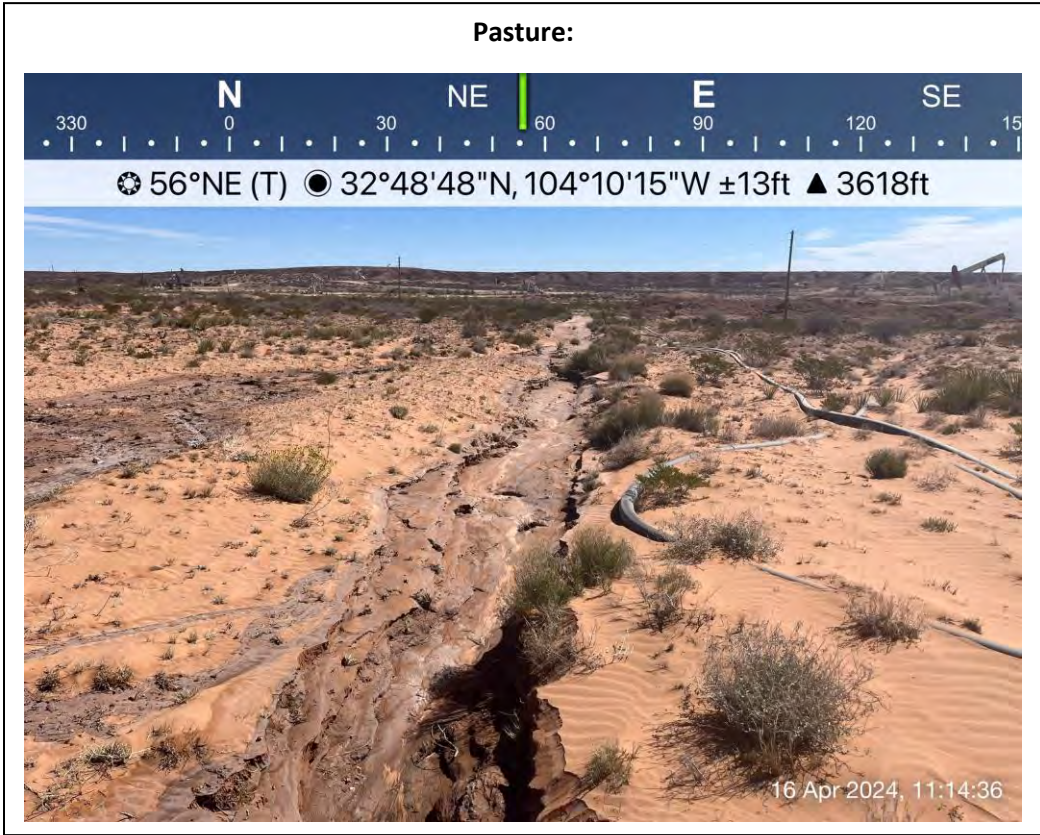 Pasture:
N NE E SE
330 0 30 60 90 120 15
56°NE (T) 32°48'48"N, 104°10'15"W ±13ft ▲ 3618ft
16 Apr 2024, 11:14:36